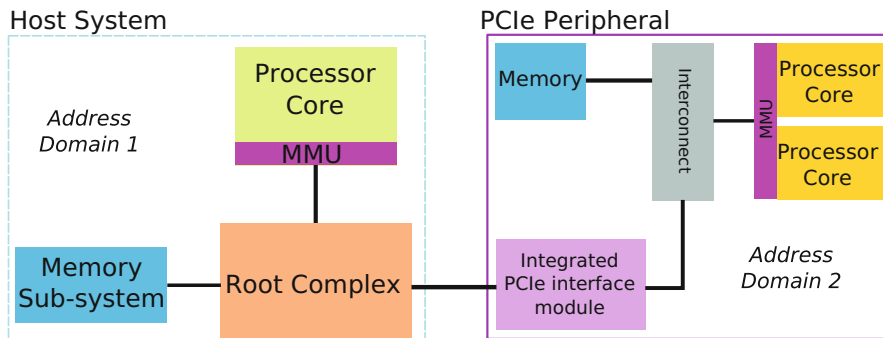 Host System
Address
Domain 1
Processor
Core
MMU
Memory
Sub-system
Root Complex
PCIe Peripheral
Memory
Interconnect
MMU
Processor
Core
Processor
Core
Integrated
PCIe interface
module
Address
Domain 2